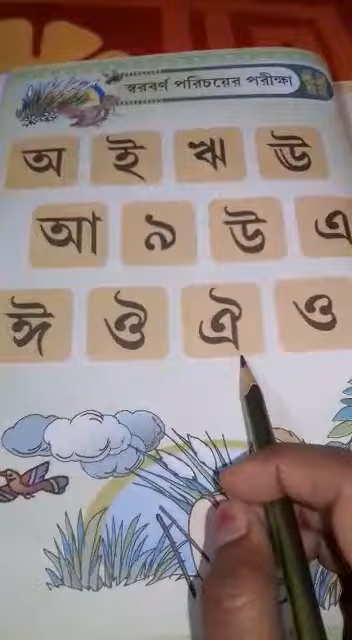 স্বরবর্ণ পরিচয়ের পরীক্ষা
অ ই ঋ ঊ
আ ৯ উ এ
ঈ ঔ ঐ ও